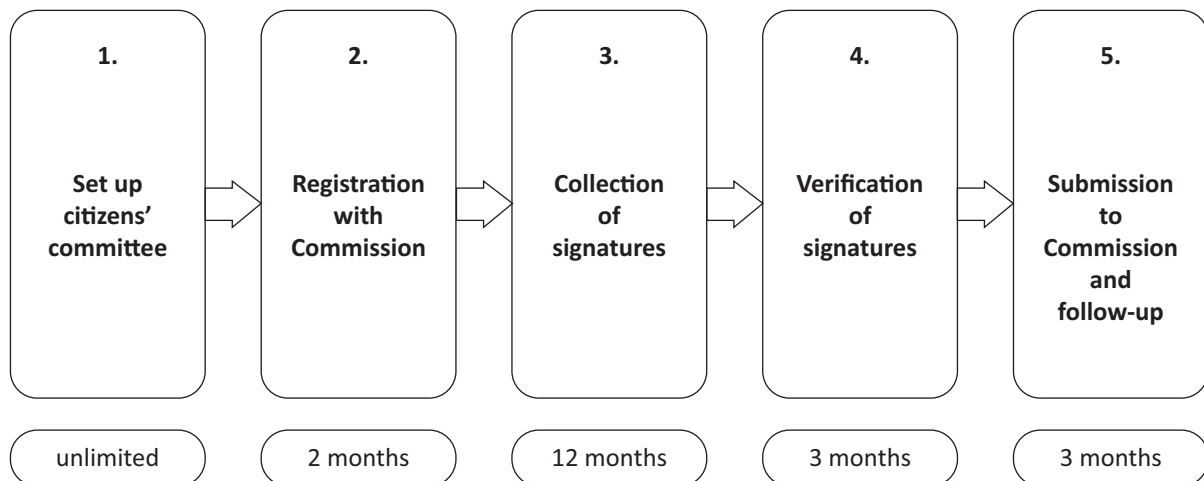 1.
Set up
citizens’
committee
2.
Registration
with
Commission
3.
Collection
of
signatures
4.
Verification
of
signatures
5.
Submission
to
Commission
and
follow-up
unlimited
2 months
12 months
3 months
3 months